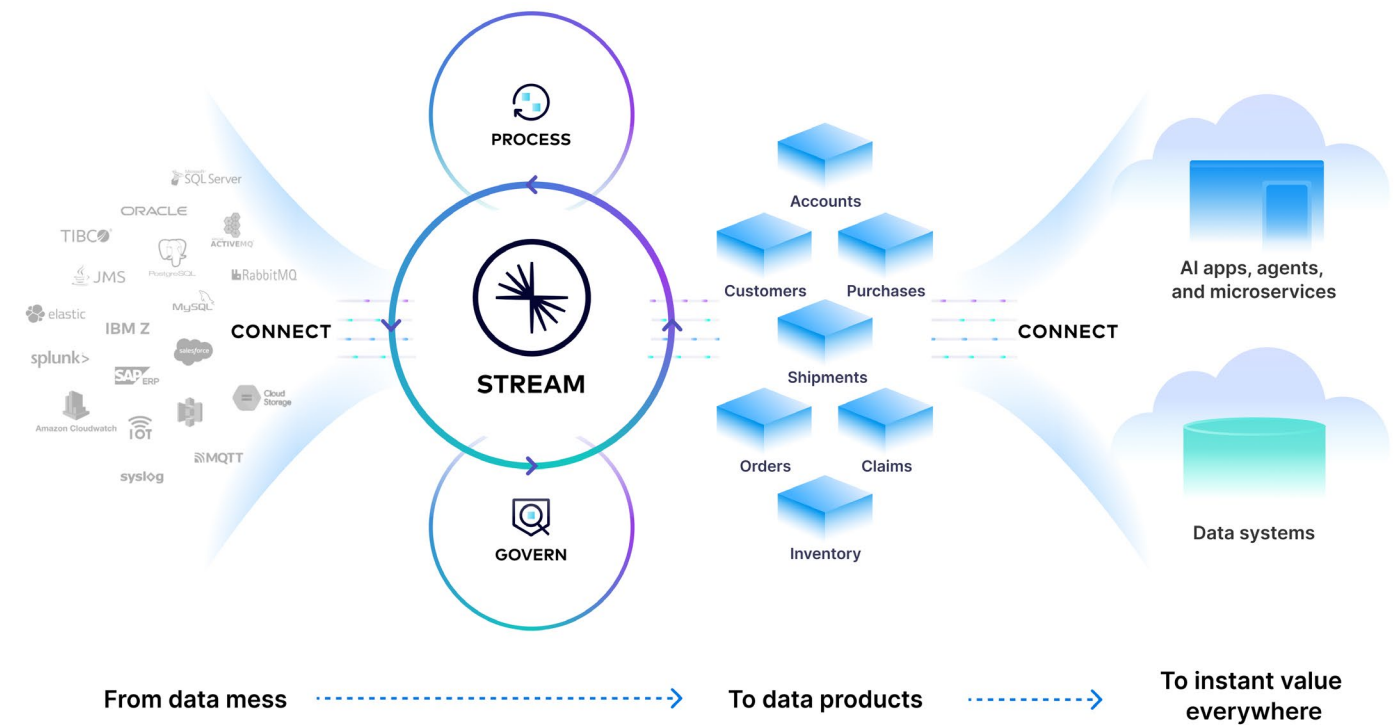 PROCESS
Microsoft
SQL Server
ORACLE
TIBCO
ACTIVEMQ
PostgreSQL
JMS
RabbitMQ
elastic
MySQL
IBM Z
CONNECT
splunk>
salesforce
SAP ERP
Amazon Cloudwatch
IOT
Cloud
Storage
MQTT
syslog
STREAM
GOVERN
Accounts
Customers
Purchases
Shipments
Orders
Claims
Inventory
CONNECT
AI apps, agents,
and microservices
Data systems
From data mess
To data products
To instant value
everywhere